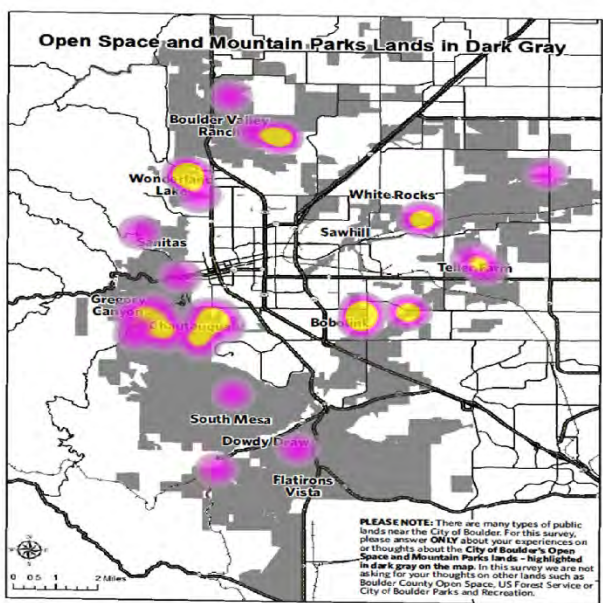 Open Space and Mountain Parks Lands in Dark Gray
Boulder Valley
Ranch
Wonderland
Lake
White Rocks
Sawhill
Sanitas
Teller Farm
Gregory
Canyon
Chautauqua
Bobolink
South Mesa
Dowdy Draw
Flatirons
Vista
PLEASE NOTE: There are many types of public
lands near the City of Boulder. For this survey,
please answer ONLY about your experiences on
or thoughts about the City of Boulder's Open
Space and Mountain Parks lands – highlighted
in dark gray on the map. In this survey we are not
asking for your thoughts on other lands such as
Boulder County Open Space, US Forest Service or
City of Boulder Parks and Recreation.
0 0.5 1 2 Miles